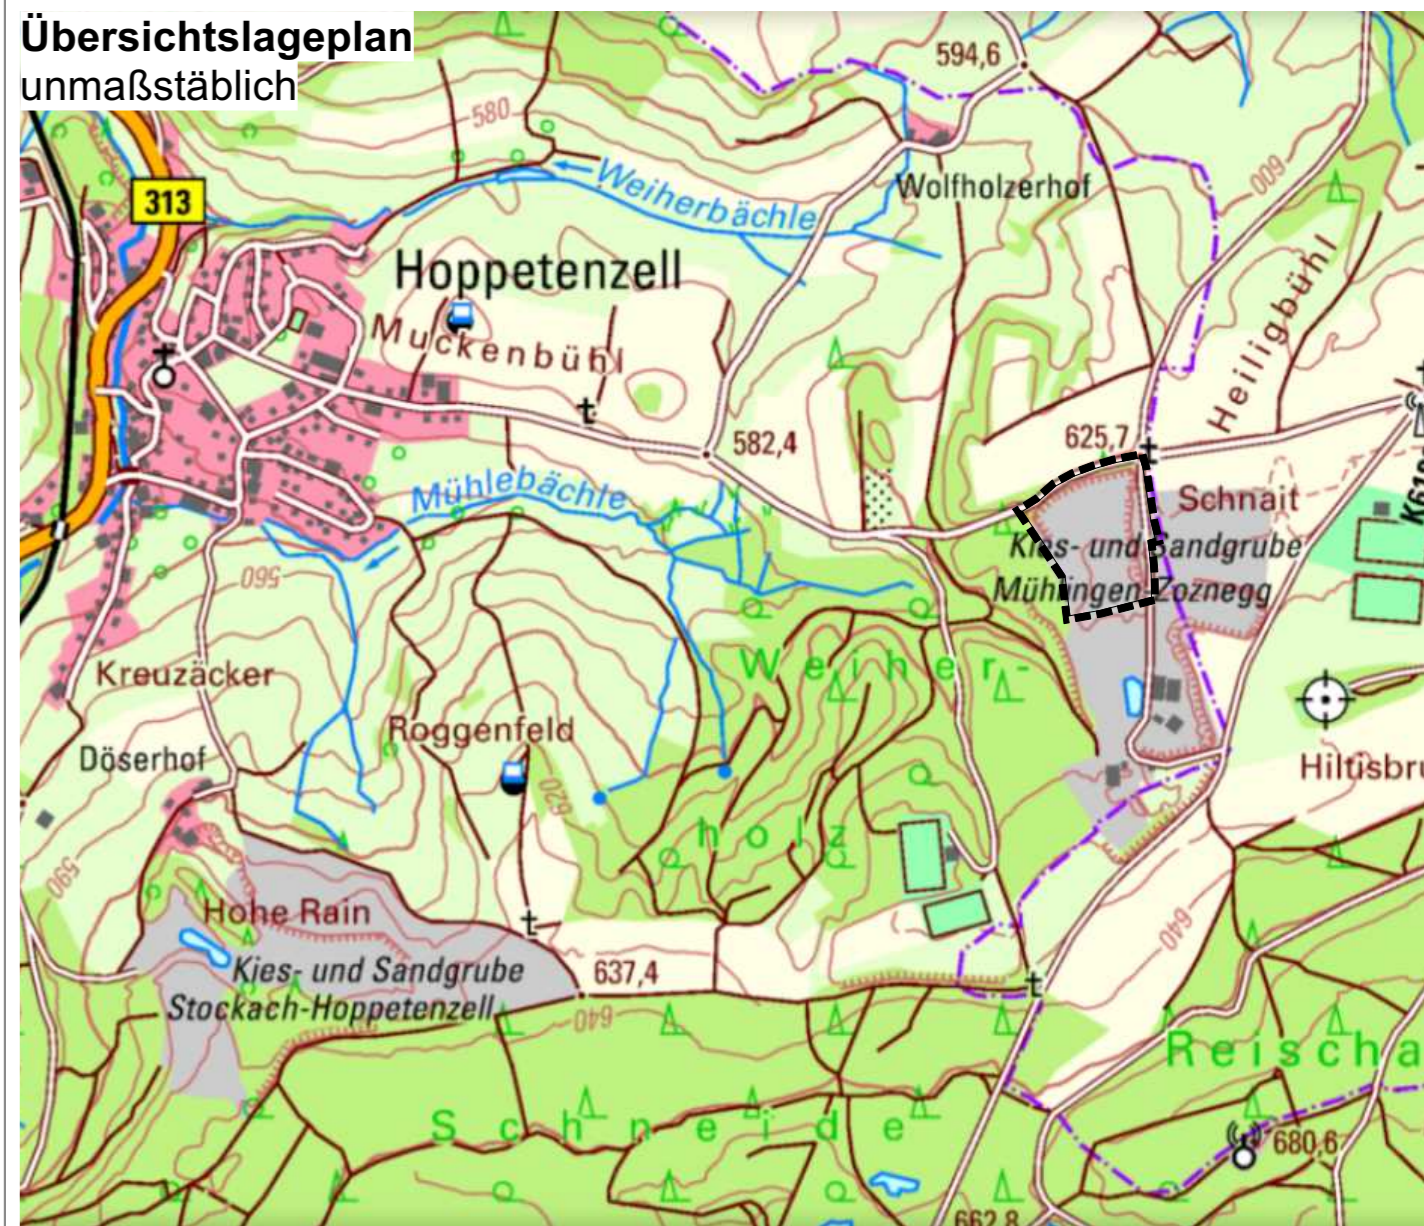 Übersichtslageplan
unmaßstäblich
594,6
580
313
Weiherbächle
Wolfholzerhof
600
Hoppetenzell
Muckenbühl
Heiligbühl
582,4
625,7
Mühlebächle
Schnait
Kies- und Sandgrube
Mühlingen-Zoznegg
560
Weiher-
Kreuzäcker
Roggenfeld
Döserhof
620
Hiltisbru
holz
590
Hohe Rain
640
Kies- und Sandgrube
Stockach-Hoppetenzell
637,4
640
Reischa
Schneide
680,6
662,8